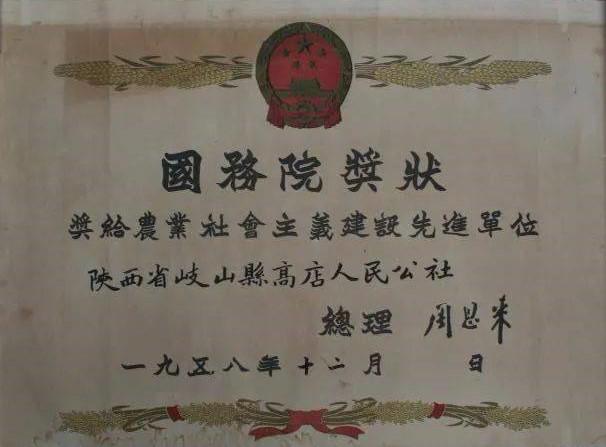 國務院獎狀
獎給農業社會主義建設先進單位
陝西省岐山縣高店人民公社
總理 周恩来
一九五八年十二月 日